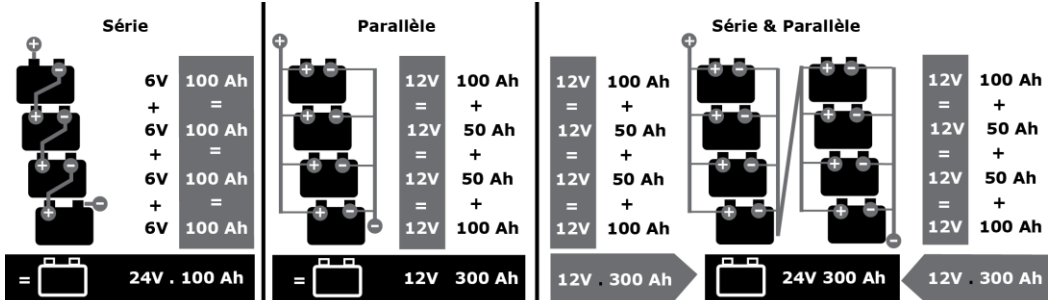 Série
+
-
6V 100 Ah
+ =
6V 100 Ah
+ =
6V 100 Ah
+ =
6V 100 Ah
= 24V . 100 Ah
Parallèle
+
-
12V 100 Ah
= +
12V 50 Ah
= +
12V 50 Ah
= +
12V 100 Ah
= 12V 300 Ah
Série & Parallèle
12V 100 Ah
= +
12V 50 Ah
= +
12V 50 Ah
= +
12V 100 Ah
12V . 300 Ah
+
-
24V 300 Ah
12V 100 Ah
= +
12V 50 Ah
= +
12V 50 Ah
= +
12V 100 Ah
12V . 300 Ah